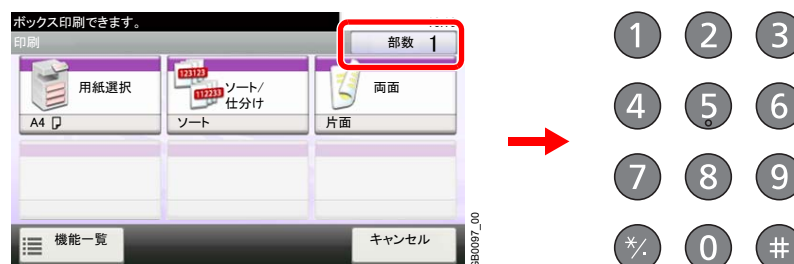 ボックス印刷できます。
印刷
部数 1
123123
112233
用紙選択
ソート/
仕分け
両面
A4
ソート
片面
機能一覧
キャンセル
GB0097_00
1 2 3
4 5 6
7 8 9
*/. 0 #